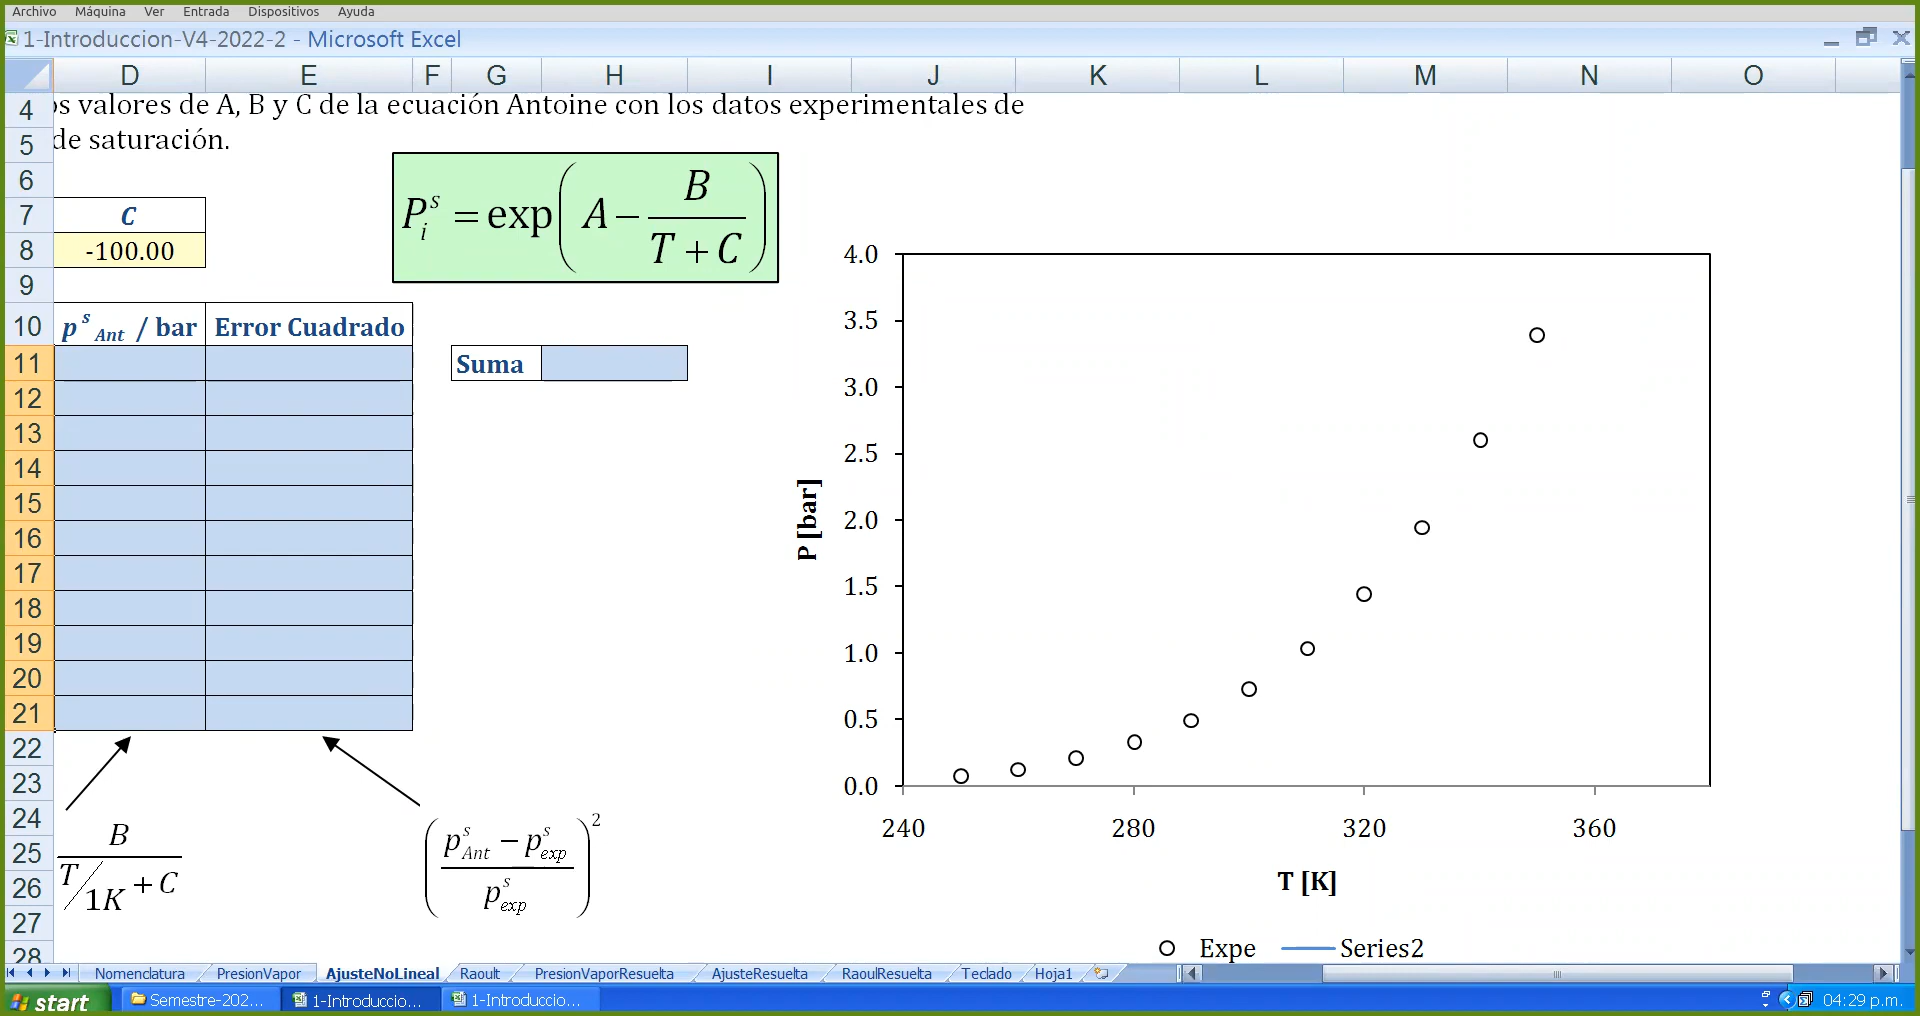 Archivo Máquina Ver Entrada Dispositivos Ayuda
1-Introduccion-V4-2022-2 - Microsoft Excel
D E F G H I J K L M N O
4 os valores de A, B y C de la ecuación Antoine con los datos experimentales de
5 de saturación.
6
7 C
8 -100.00
9
P_i^s = exp( A − B / (T + C) )
10 p^s_Ant / bar Error Cuadrado
11 Suma
12
13
14
15
16
17
18
19
20
21
22
23
24
25
26
27
28
B / (T/1K + C)
( (p^s_Ant − p^s_exp) / p^s_exp )^2
4.0
3.5
3.0
2.5
2.0
1.5
1.0
0.5
0.0
P [bar]
240 280 320 360
T [K]
Expe Series2
Nomenclatura PresionVapor AjusteNoLineal Raoult PresionVaporResuelta AjusteResuelta RaoulResuelta Teclado Hoja1
start Semestre-202... 1-Introduccio... 1-Introduccio... 04:29 p.m.